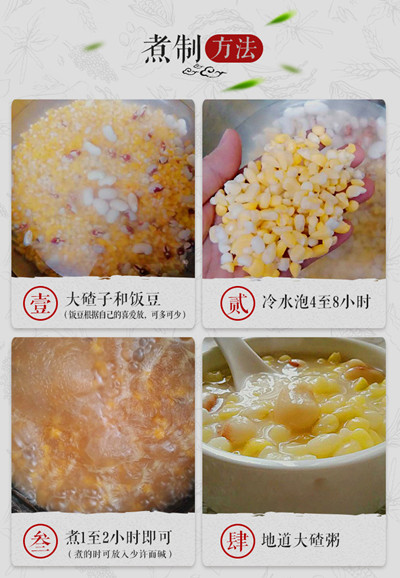 煮制方法
壹 大碴子和饭豆
(饭豆根据自己的喜爱放,可多可少)
贰 冷水泡4至8小时
叁 煮1至2小时即可
(煮的时可放入少许面碱)
肆 地道大碴粥